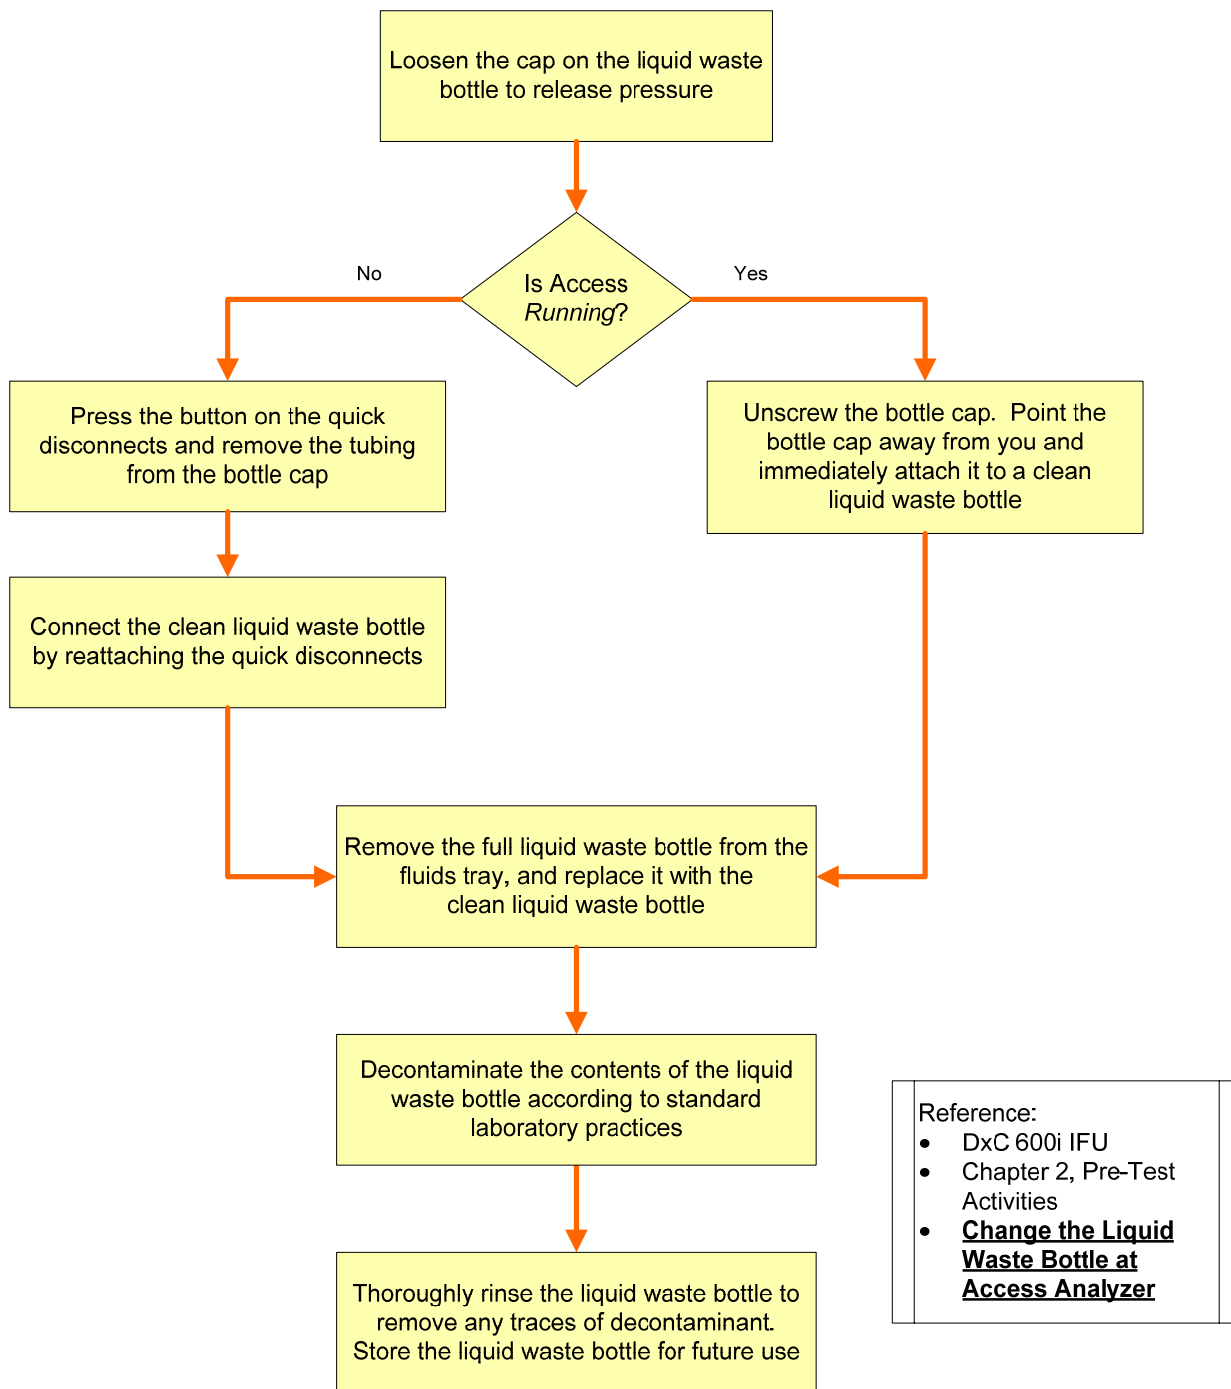 Loosen the cap on the liquid waste
bottle to release pressure
Is Access
Running?
No
Yes
Press the button on the quick
disconnects and remove the tubing
from the bottle cap
Unscrew the bottle cap.  Point the
bottle cap away from you and
immediately attach it to a clean
liquid waste bottle
Connect the clean liquid waste bottle
by reattaching the quick disconnects
Remove the full liquid waste bottle from the
fluids tray, and replace it with the
clean liquid waste bottle
Decontaminate the contents of the liquid
waste bottle according to standard
laboratory practices
Thoroughly rinse the liquid waste bottle to
remove any traces of decontaminant.
Store the liquid waste bottle for future use
Reference:
• DxC 600i IFU
• Chapter 2, Pre-Test
Activities
• Change the Liquid
Waste Bottle at
Access Analyzer